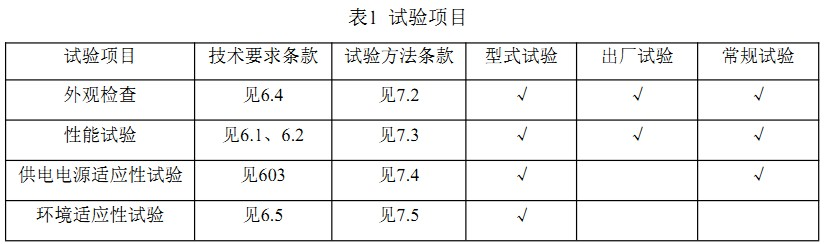 表1 试验项目
试验项目 技术要求条款 试验方法条款 型式试验 出厂试验 常规试验
外观检查 见6.4 见7.2 √ √ √
性能试验 见6.1、6.2 见7.3 √ √ √
供电电源适应性试验 见603 见7.4 √ √
环境适应性试验 见6.5 见7.5 √